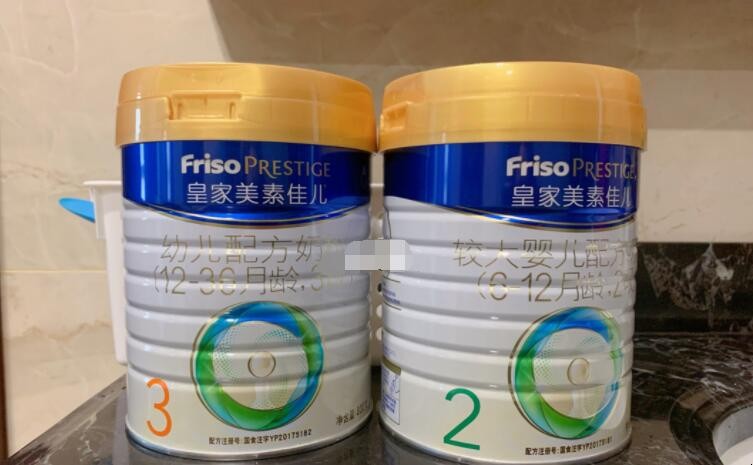 Friso PRESTIGE
皇家美素佳儿
幼儿配方奶
(12-36月龄,3
3
净含量
配方注册号: 国食注字YP20175182
Friso PRESTIGE
皇家美素佳儿
较大婴儿配方
(6-12月龄,2
2
配方注册号: 国食注字YP20175181